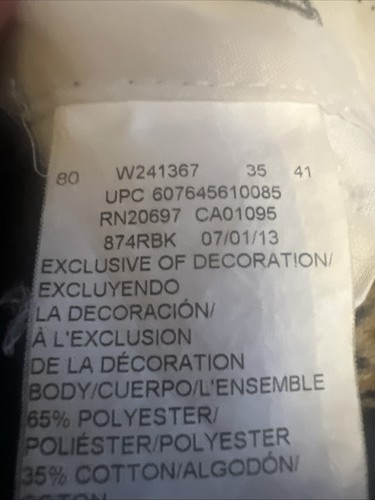 80 W241367 35 41
UPC 607645610085
RN20697 CA01095
874RBK 07/01/13
EXCLUSIVE OF DECORATION/
EXCLUYENDO
LA DECORACIÓN/
À L'EXCLUSION
DE LA DÉCORATION
BODY/CUERPO/L'ENSEMBLE
65% POLYESTER/
POLIÉSTER/POLYESTER
35% COTTON/ALGODÓN/
COTON